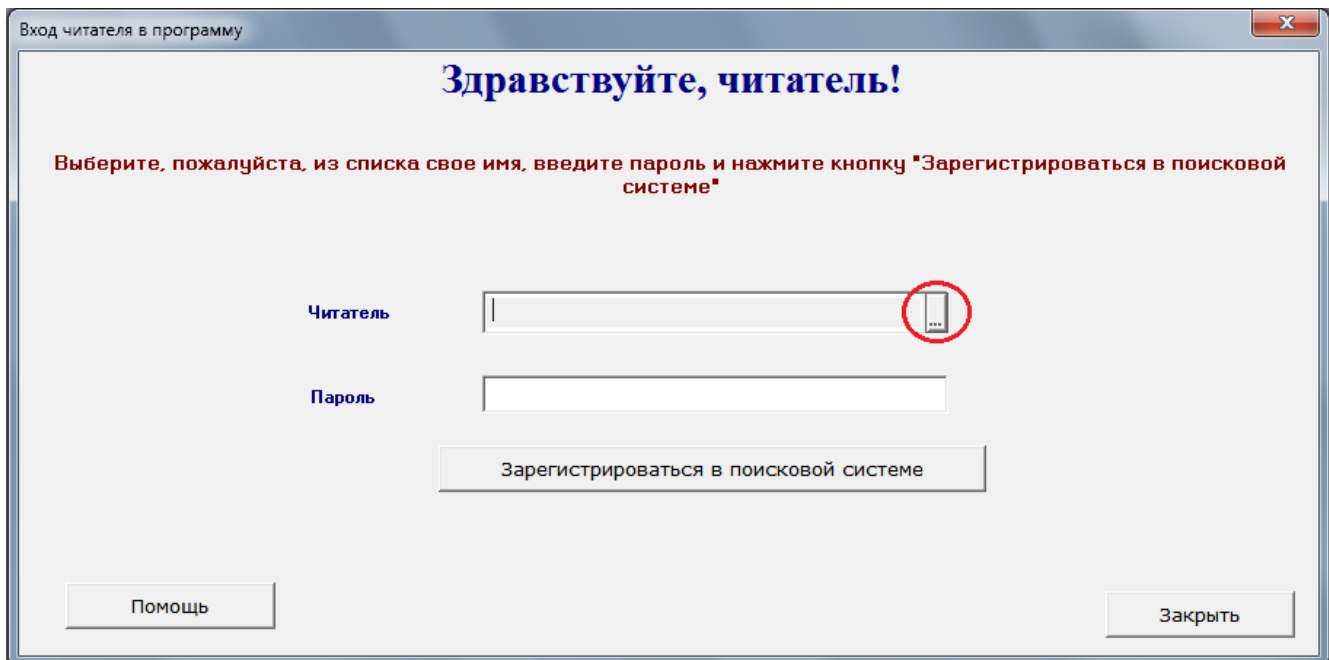 Вход читателя в программу
Здравствуйте, читатель!
Выберите, пожалуйста, из списка свое имя, введите пароль и нажмите кнопку "Зарегистрироваться в поисковой
системе"
Читатель
...
Пароль
Зарегистрироваться в поисковой системе
Помощь
Закрыть